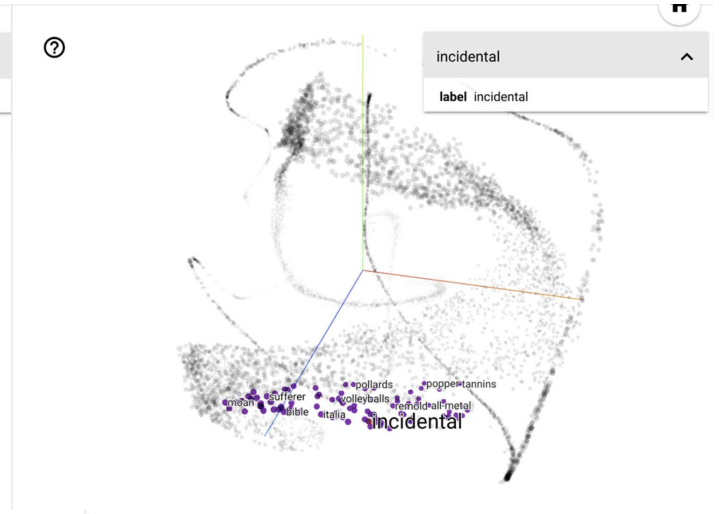 incidental
label incidental
pollards
popper tannins
sufferer
moan
volleyballs
remold all-metal
bible
italia
incidental